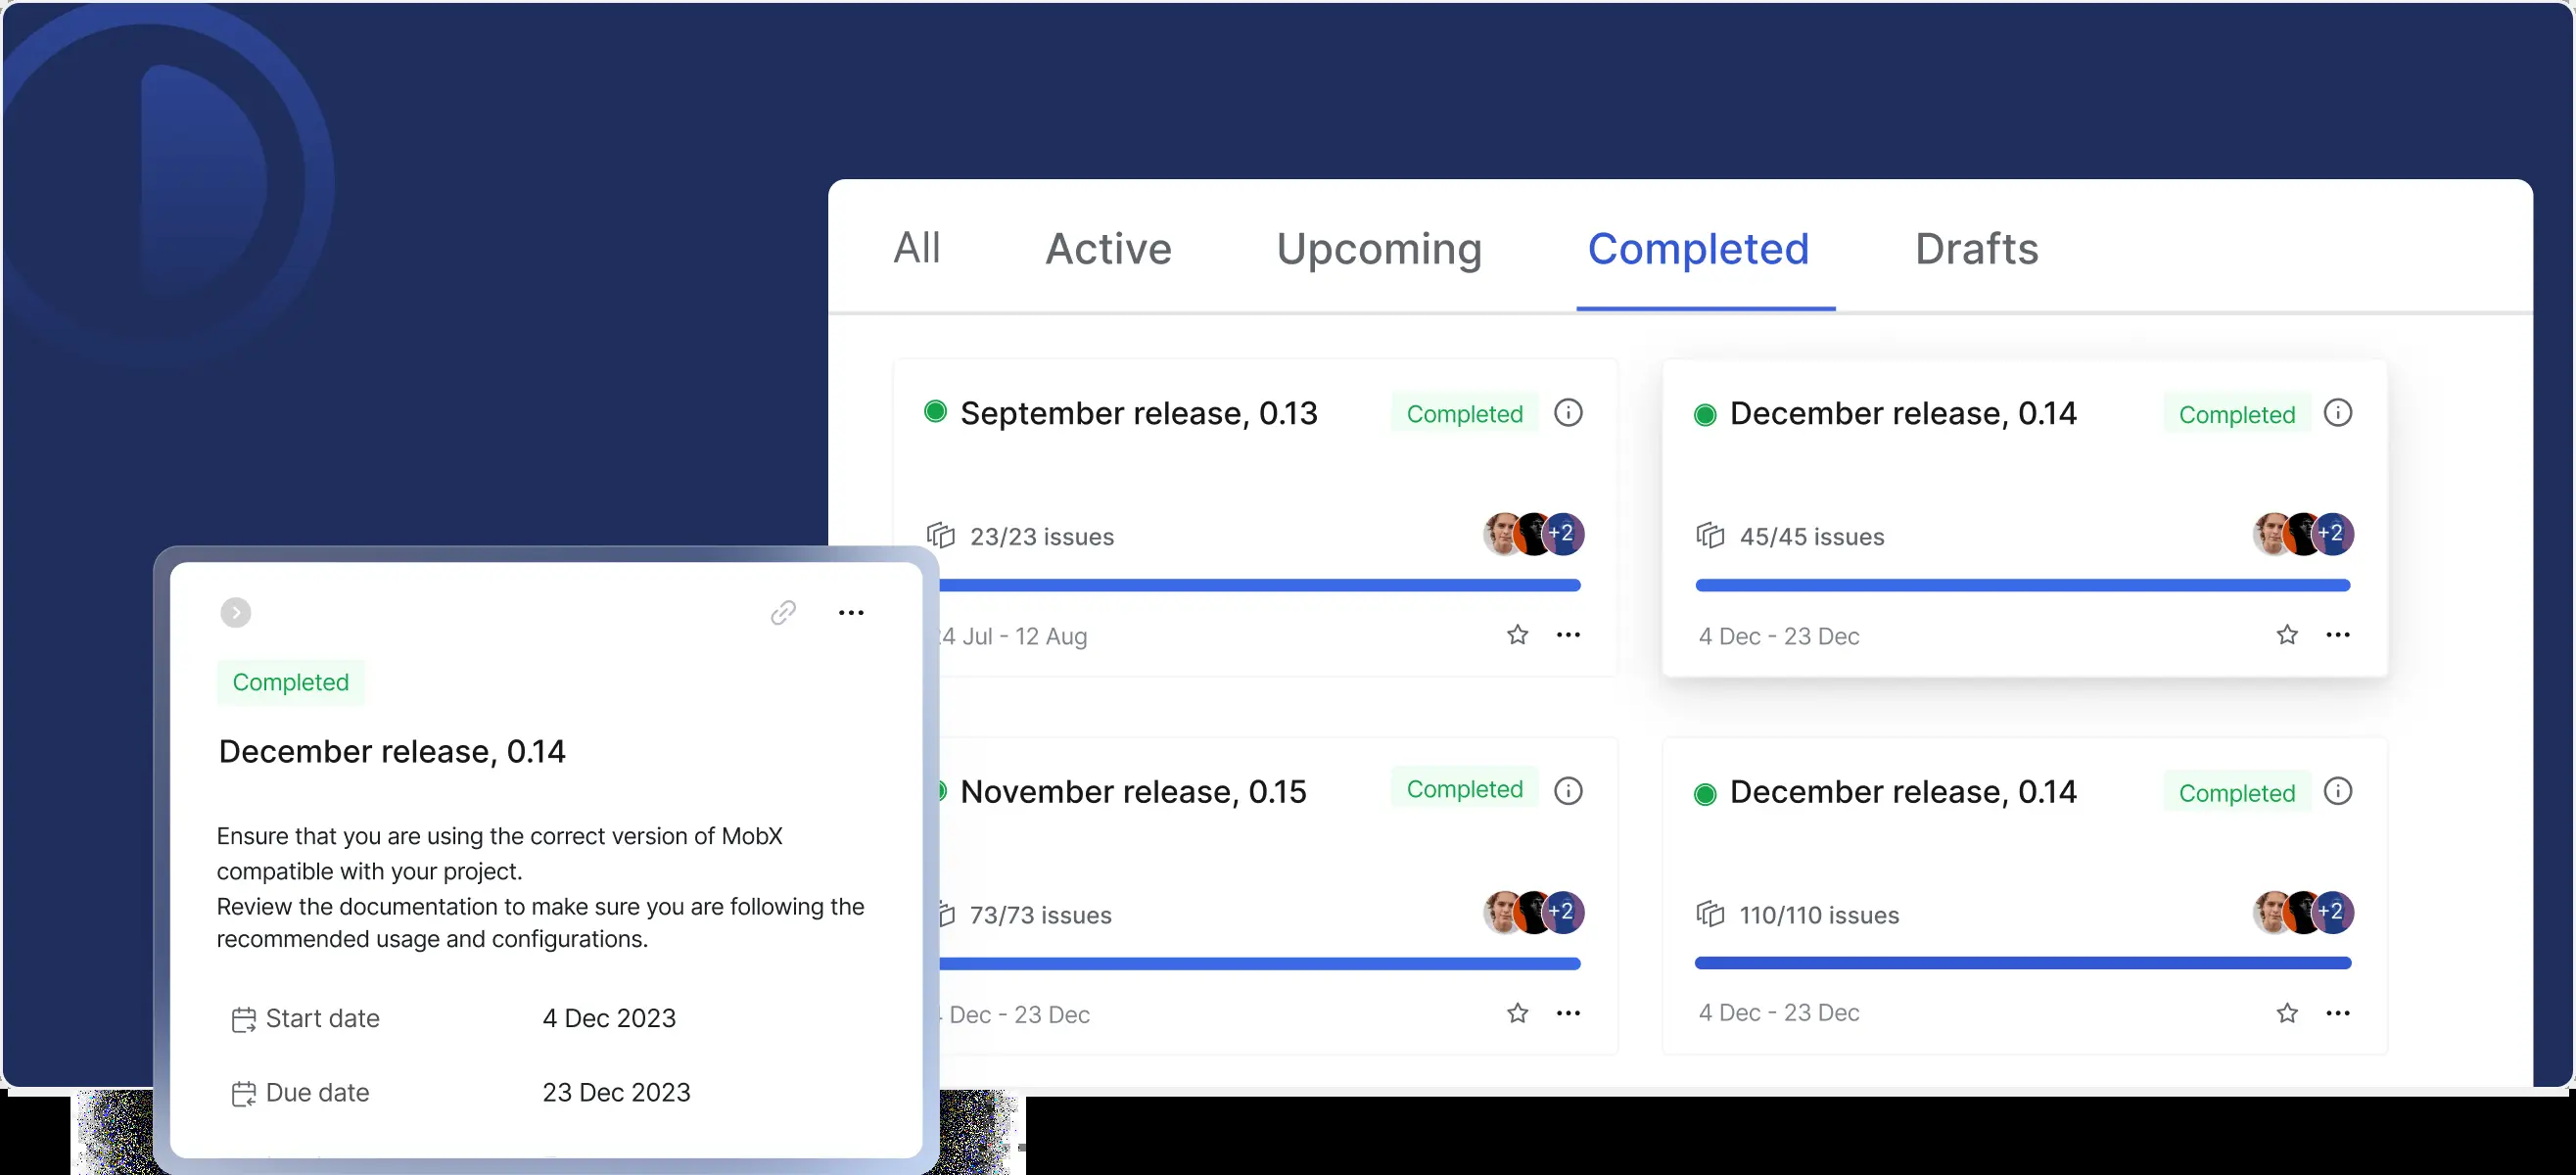 All Active Upcoming Completed Drafts
September release, 0.13 Completed
23/23 issues +2
4 Jul - 12 Aug
December release, 0.14 Completed
45/45 issues +2
4 Dec - 23 Dec
November release, 0.15 Completed
73/73 issues +2
Dec - 23 Dec
December release, 0.14 Completed
110/110 issues +2
4 Dec - 23 Dec
Completed
December release, 0.14
Ensure that you are using the correct version of MobX
compatible with your project.
Review the documentation to make sure you are following the
recommended usage and configurations.
Start date 4 Dec 2023
Due date 23 Dec 2023